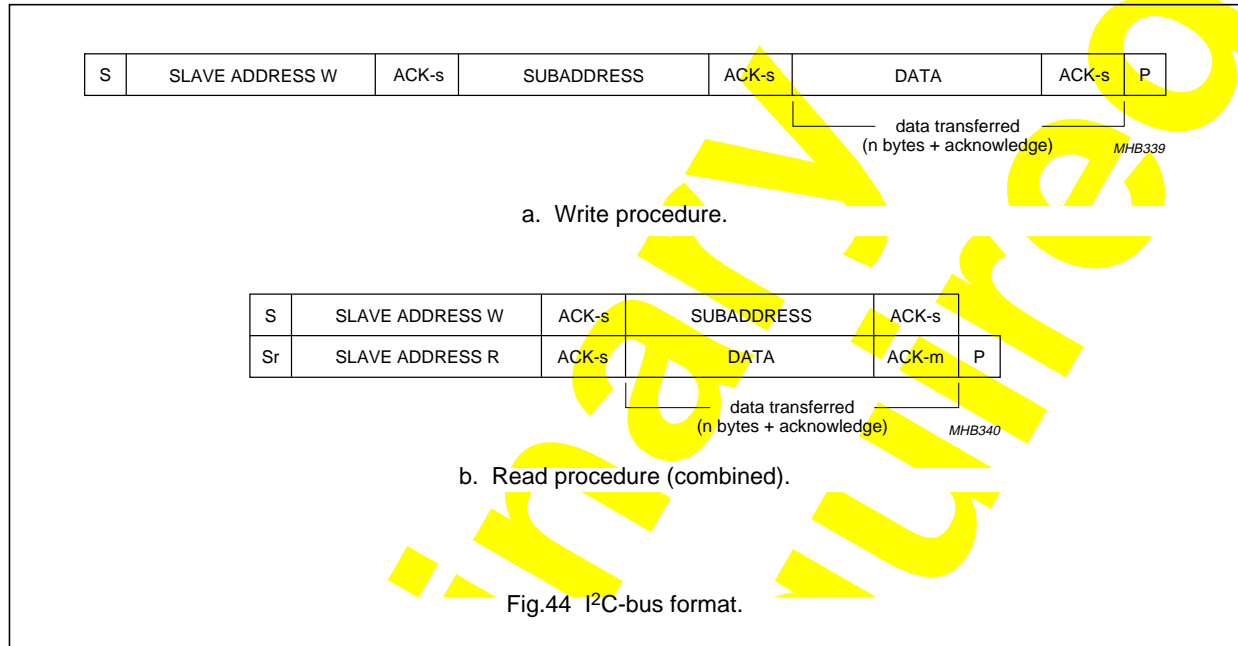 S SLAVE ADDRESS W ACK-s SUBADDRESS ACK-s DATA ACK-s P
data transferred
(n bytes + acknowledge)
MHB339
a. Write procedure.
S SLAVE ADDRESS W ACK-s SUBADDRESS ACK-s
Sr SLAVE ADDRESS R ACK-s DATA ACK-m P
data transferred
(n bytes + acknowledge)
MHB340
b. Read procedure (combined).
Fig.44 I²C-bus format.